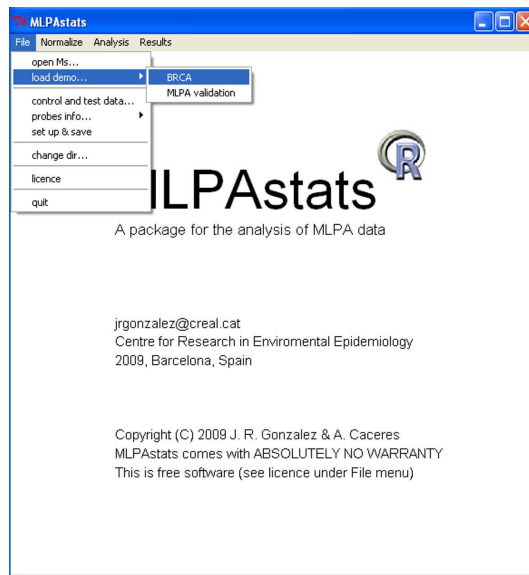 MLPAstats
File Normalize Analysis Results
open Ms...
load demo...
BRCA
MLPA validation
control and test data...
probes info...
set up & save
change dir...
licence
quit
R
LPAstats
A package for the analysis of MLPA data
jrgonzalez@creal.cat
Centre for Research in Enviromental Epidemiology
2009, Barcelona, Spain
Copyright (C) 2009 J. R. Gonzalez & A. Caceres
MLPAstats comes with ABSOLUTELY NO WARRANTY
This is free software (see licence under File menu)